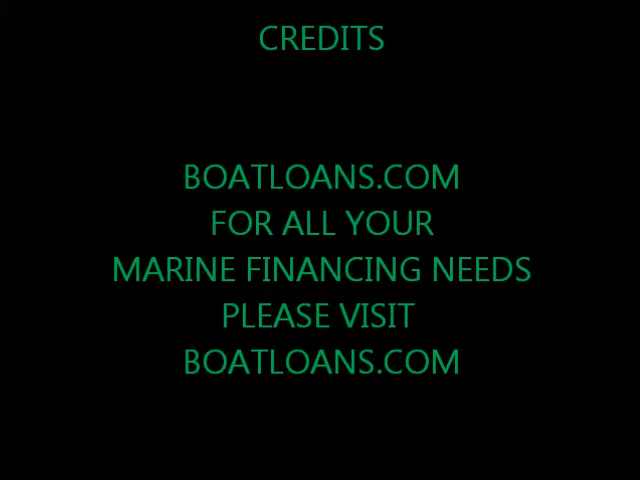 CREDITS
BOATLOANS.COM
FOR ALL YOUR
MARINE FINANCING NEEDS
PLEASE VISIT
BOATLOANS.COM